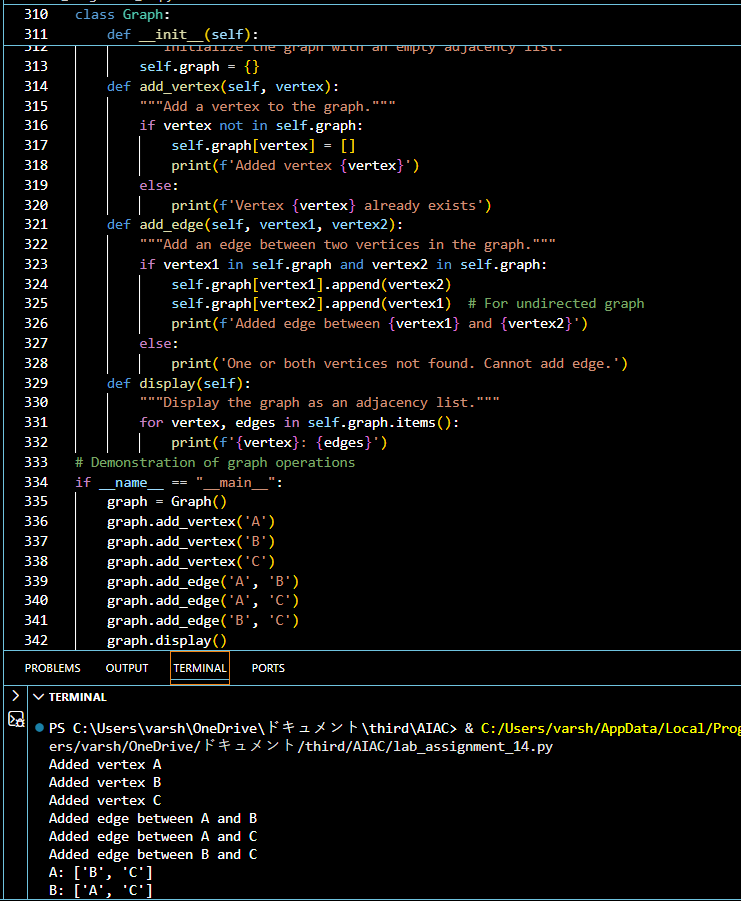 310 class Graph:
311     def __init__(self):
312         Initialize the graph with an empty adjacency list.
313         self.graph = {}
314     def add_vertex(self, vertex):
315         """Add a vertex to the graph."""
316         if vertex not in self.graph:
317             self.graph[vertex] = []
318             print(f'Added vertex {vertex}')
319         else:
320             print(f'Vertex {vertex} already exists')
321     def add_edge(self, vertex1, vertex2):
322         """Add an edge between two vertices in the graph."""
323         if vertex1 in self.graph and vertex2 in self.graph:
324             self.graph[vertex1].append(vertex2)
325             self.graph[vertex2].append(vertex1)  # For undirected graph
326             print(f'Added edge between {vertex1} and {vertex2}')
327         else:
328             print('One or both vertices not found. Cannot add edge.')
329     def display(self):
330         """Display the graph as an adjacency list."""
331         for vertex, edges in self.graph.items():
332             print(f'{vertex}: {edges}')
333 # Demonstration of graph operations
334 if __name__ == "__main__":
335     graph = Graph()
336     graph.add_vertex('A')
337     graph.add_vertex('B')
338     graph.add_vertex('C')
339     graph.add_edge('A', 'B')
340     graph.add_edge('A', 'C')
341     graph.add_edge('B', 'C')
342     graph.display()
PROBLEMS OUTPUT TERMINAL PORTS
TERMINAL
PS C:\Users\varsh\OneDrive\ドキュメント\third\AIAC> & C:/Users/varsh/AppData/Local/Prog
ers/varsh/OneDrive/ドキュメント/third/AIAC/lab_assignment_14.py
Added vertex A
Added vertex B
Added vertex C
Added edge between A and B
Added edge between A and C
Added edge between B and C
A: ['B', 'C']
B: ['A', 'C']